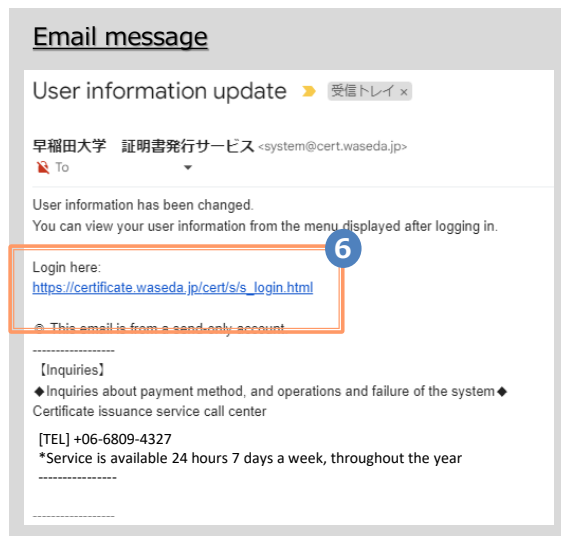 Email message
User information update 受信トレイ ×
早稲田大学 証明書発行サービス <system@cert.waseda.jp>
To
User information has been changed.
You can view your user information from the menu displayed after logging in.
6
Login here:
https://certificate.waseda.jp/cert/s/s_login.html
This email is from a send-only account
------------------
【Inquiries】
◆Inquiries about payment method, and operations and failure of the system◆
Certificate issuance service call center
[TEL] +06-6809-4327
*Service is available 24 hours 7 days a week, throughout the year
----------------
------------------